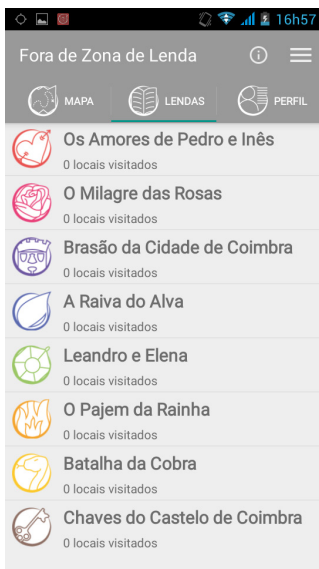 16h57
Fora de Zona de Lenda
MAPA
LENDAS
PERFIL
Os Amores de Pedro e Inês
0 locais visitados
O Milagre das Rosas
0 locais visitados
Brasão da Cidade de Coimbra
0 locais visitados
A Raiva do Alva
0 locais visitados
Leandro e Elena
0 locais visitados
O Pajem da Rainha
0 locais visitados
Batalha da Cobra
0 locais visitados
Chaves do Castelo de Coimbra
0 locais visitados